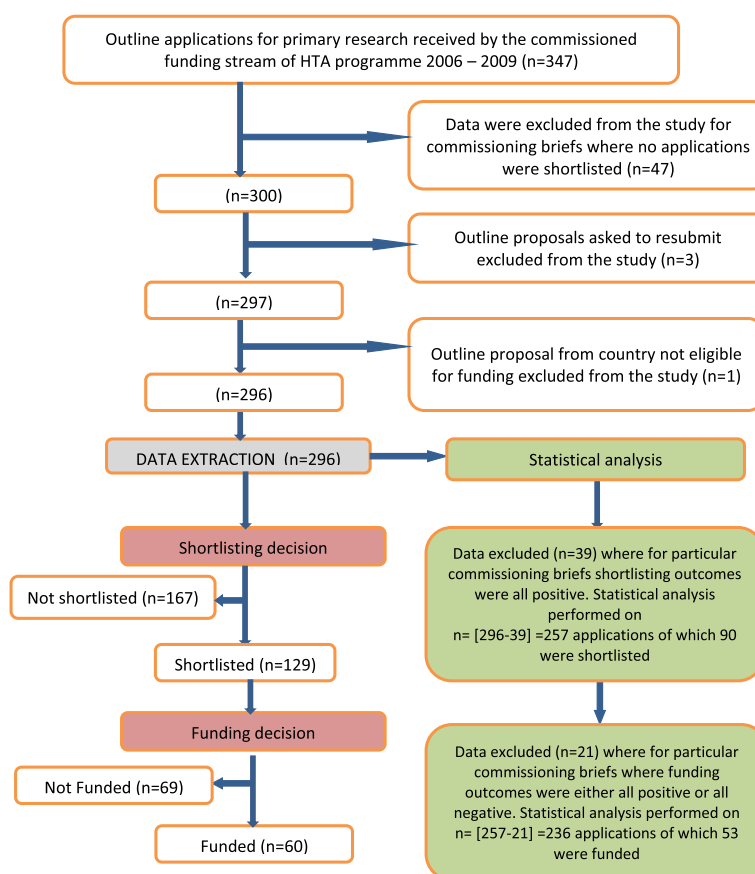 Outline applications for primary research received by the commissioned
funding stream of HTA programme 2006 – 2009 (n=347)
Data were excluded from the study for
commissioning briefs where no applications
were shortlisted (n=47)
(n=300)
Outline proposals asked to resubmit
excluded from the study (n=3)
(n=297)
Outline proposal from country not eligible
for funding excluded from the study (n=1)
(n=296)
DATA EXTRACTION (n=296)
Statistical analysis
Shortlisting decision
Not shortlisted (n=167)
Shortlisted (n=129)
Funding decision
Not Funded (n=69)
Funded (n=60)
Data excluded (n=39) where for particular
commissioning briefs shortlisting outcomes
were all positive. Statistical analysis
performed on
n= [296-39] =257 applications of which 90
were shortlisted
Data excluded (n=21) where for particular
commissioning briefs where funding
outcomes were either all positive or all
negative. Statistical analysis performed on
n= [257-21] =236 applications of which 53
were funded